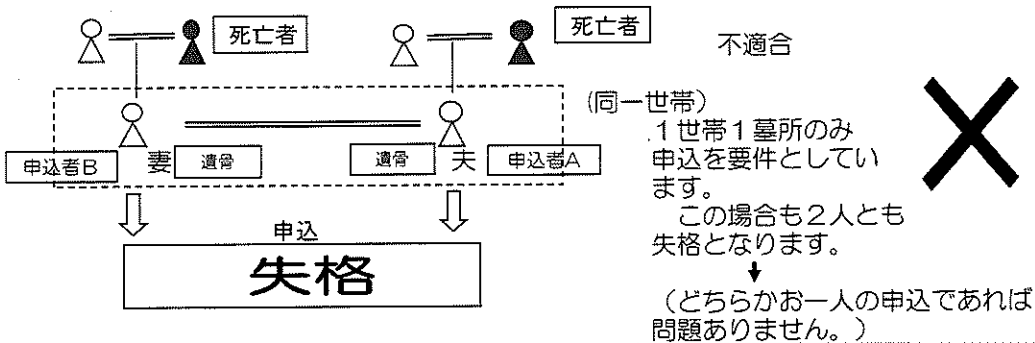 死亡者
死亡者
不適合
(同一世帯)
1世帯1墓所のみ
申込を要件としてい
ます。
この場合も2人とも
失格となります。
(どちらかお一人の申込であれば
問題ありません。)
申込者B
妻
遺骨
遺骨
夫
申込者A
申込
失格